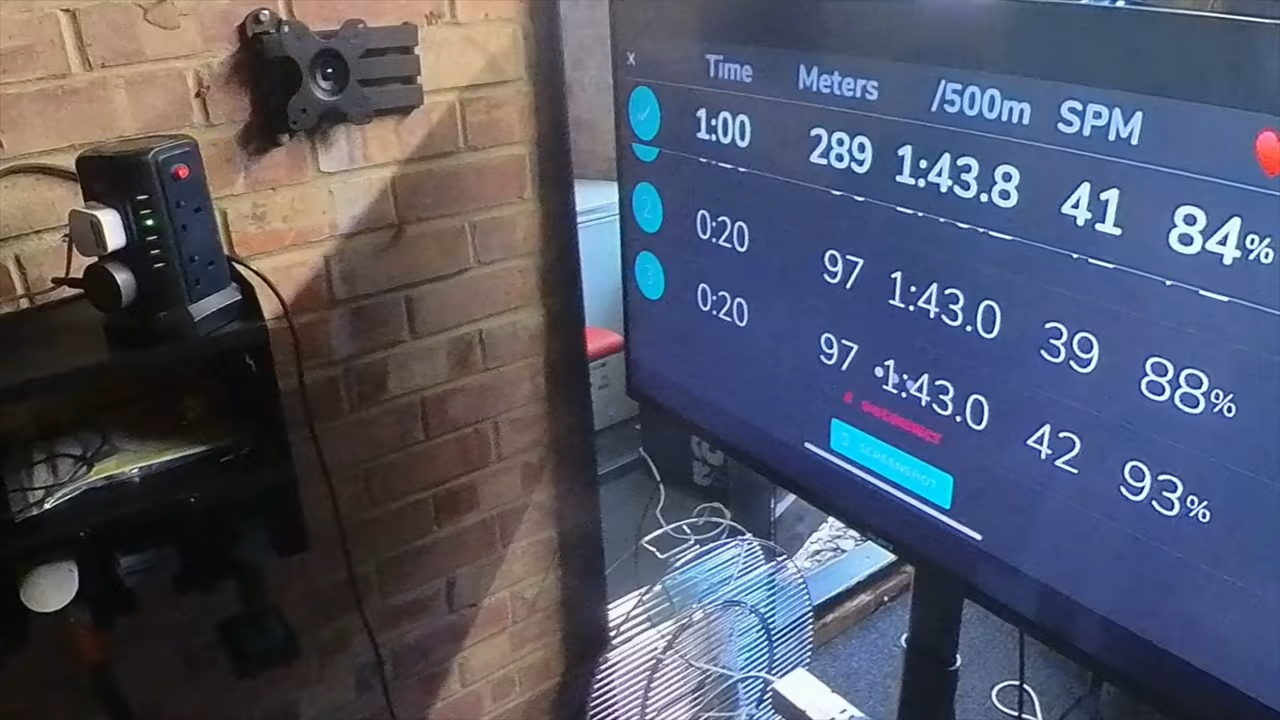 × Time Meters /500m SPM
1:00 289 1:43.8 41 84%
2 0:20 97 1:43.0 39 88%
3 0:20 97 1:43.0 42 93%
SCREENSHOT